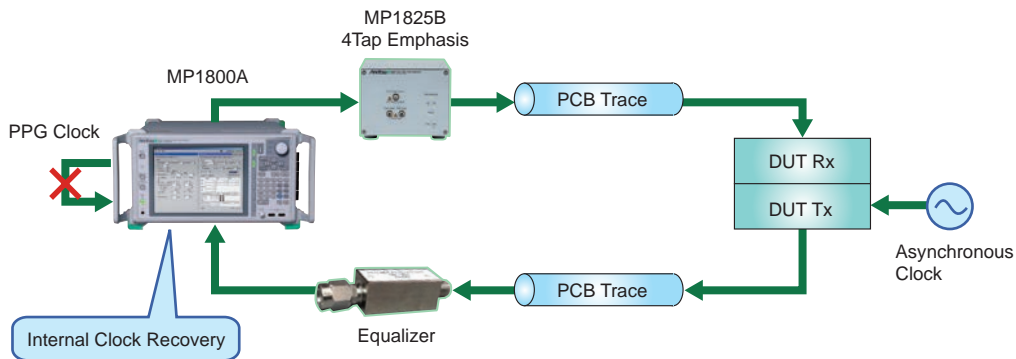 MP1825B
4Tap Emphasis
MP1800A
PCB Trace
PPG Clock
DUT Rx
DUT Tx
Asynchronous
Clock
PCB Trace
Equalizer
Internal Clock Recovery